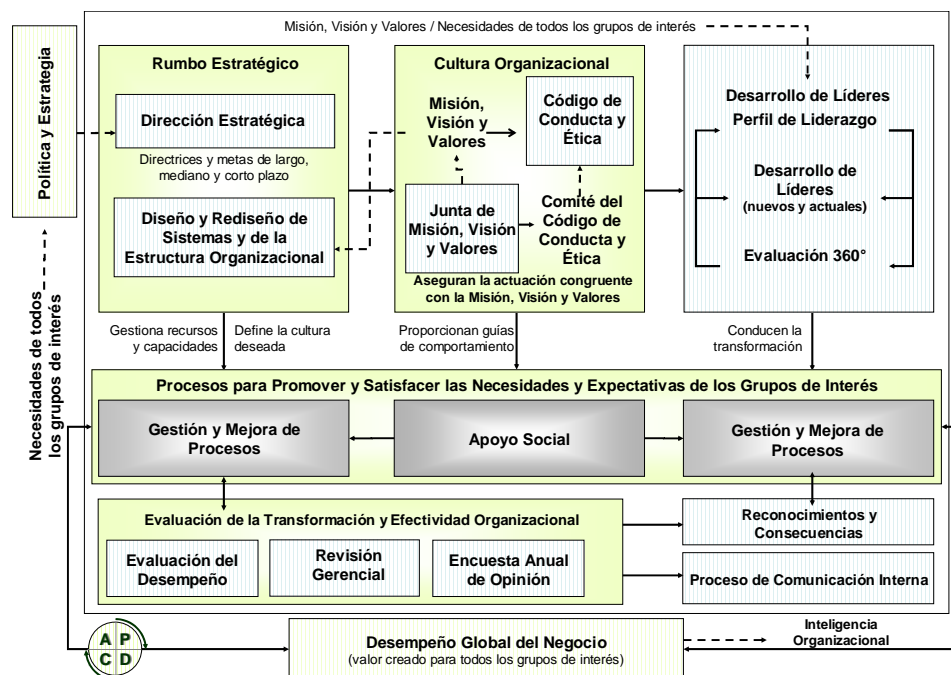 Misión, Visión y Valores / Necesidades de todos los grupos de interés
Política y Estrategia
Necesidades de todos
los grupos de interés
Rumbo Estratégico
Dirección Estratégica
Directrices y metas de largo,
mediano y corto plazo
Diseño y Rediseño de
Sistemas y de la
Estructura Organizacional
Cultura Organizacional
Misión,
Visión y
Valores
Código de
Conducta y
Ética
Junta de
Misión, Visión
y Valores
Comité del
Código de
Conducta y
Ética
Aseguran la actuación congruente
con la Misión, Visión y Valores
Desarrollo de Líderes
Perfil de Liderazgo
Desarrollo de
Líderes
(nuevos y actuales)
Evaluación 360°
Gestiona recursos
y capacidades
Define la cultura
deseada
Proporcionan guías
de comportamiento
Conducen la
transformación
Procesos para Promover y Satisfacer las Necesidades y Expectativas de los Grupos de Interés
Gestión y Mejora de
Procesos
Apoyo Social
Gestión y Mejora de
Procesos
Evaluación de la Transformación y Efectividad Organizacional
Evaluación del
Desempeño
Revisión
Gerencial
Encuesta Anual
de Opinión
Reconocimientos y
Consecuencias
Proceso de Comunicación Interna
A P
C D
Desempeño Global del Negocio
(valor creado para todos los grupos de interés)
Inteligencia
Organizacional